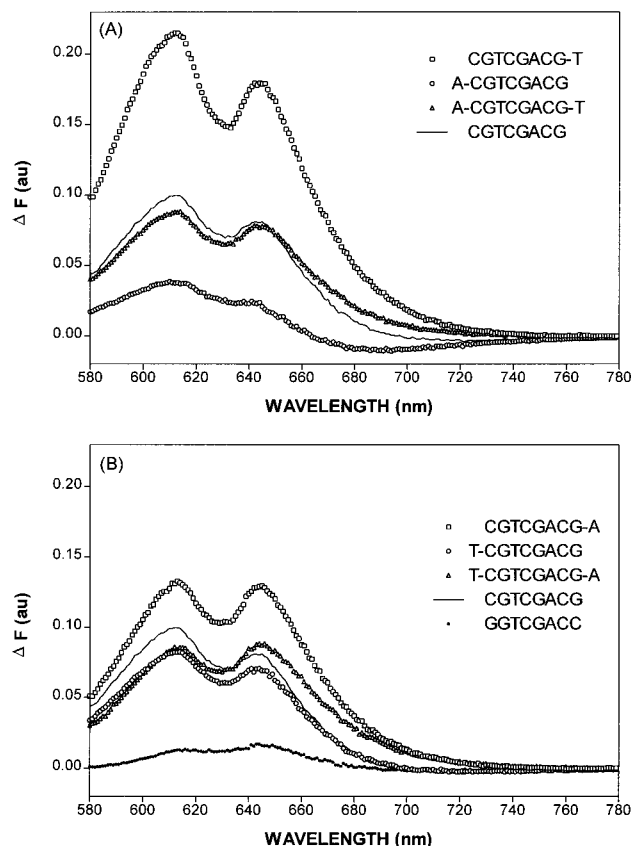 (A)
0.20
0.15
0.10
0.05
0.00
Δ F (au)
CGTCGACG-T
A-CGTCGACG
A-CGTCGACG-T
CGTCGACG
580 600 620 640 660 680 700 720 740 760 780
WAVELENGTH (nm)
(B)
0.20
0.15
0.10
0.05
0.00
Δ F (au)
CGTCGACG-A
T-CGTCGACG
T-CGTCGACG-A
CGTCGACG
GGTCGACC
580 600 620 640 660 680 700 720 740 760 780
WAVELENGTH (nm)